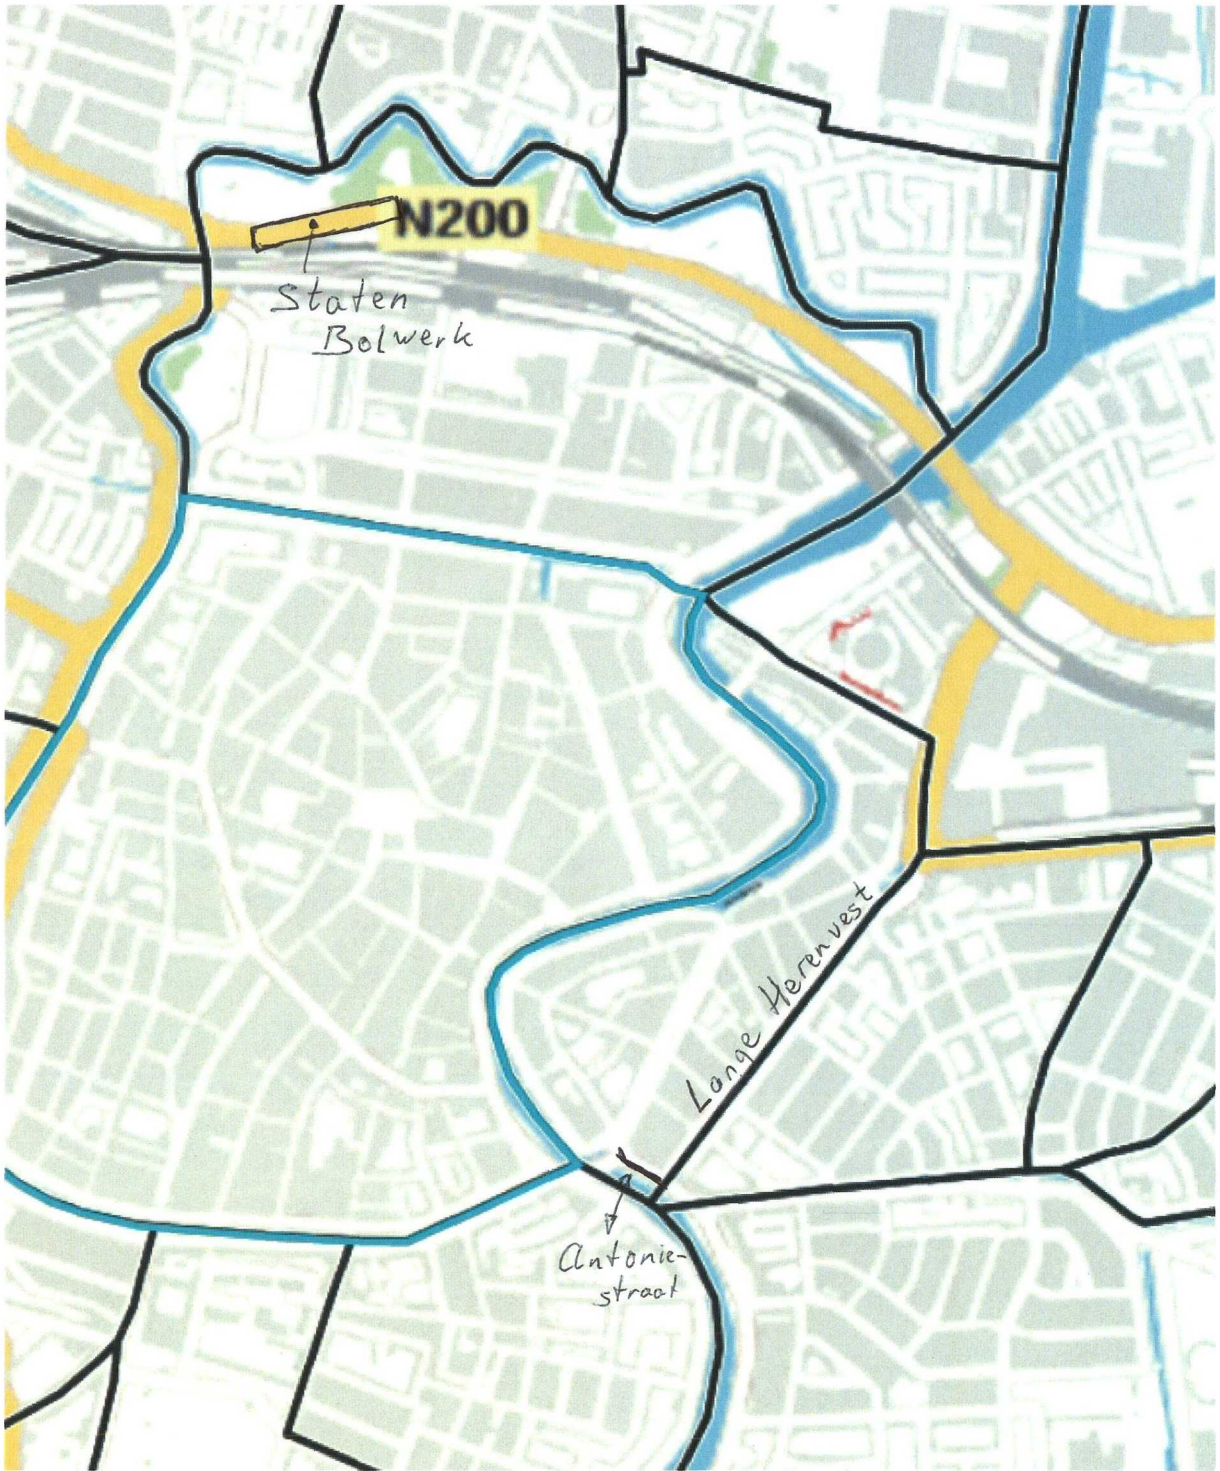 N200
Staten
Bolwerk
Lange Herenvest
Antonie-
straat